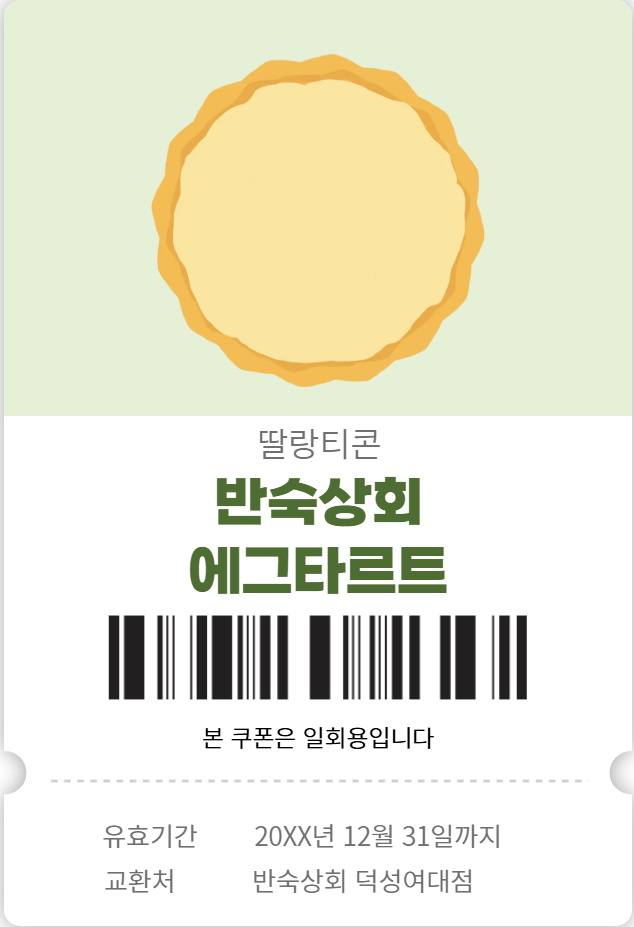 딸랑티콘
반숙상회
에그타르트
본 쿠폰은 일회용입니다
유효기간 20XX년 12월 31일까지
교환처 반숙상회 덕성여대점